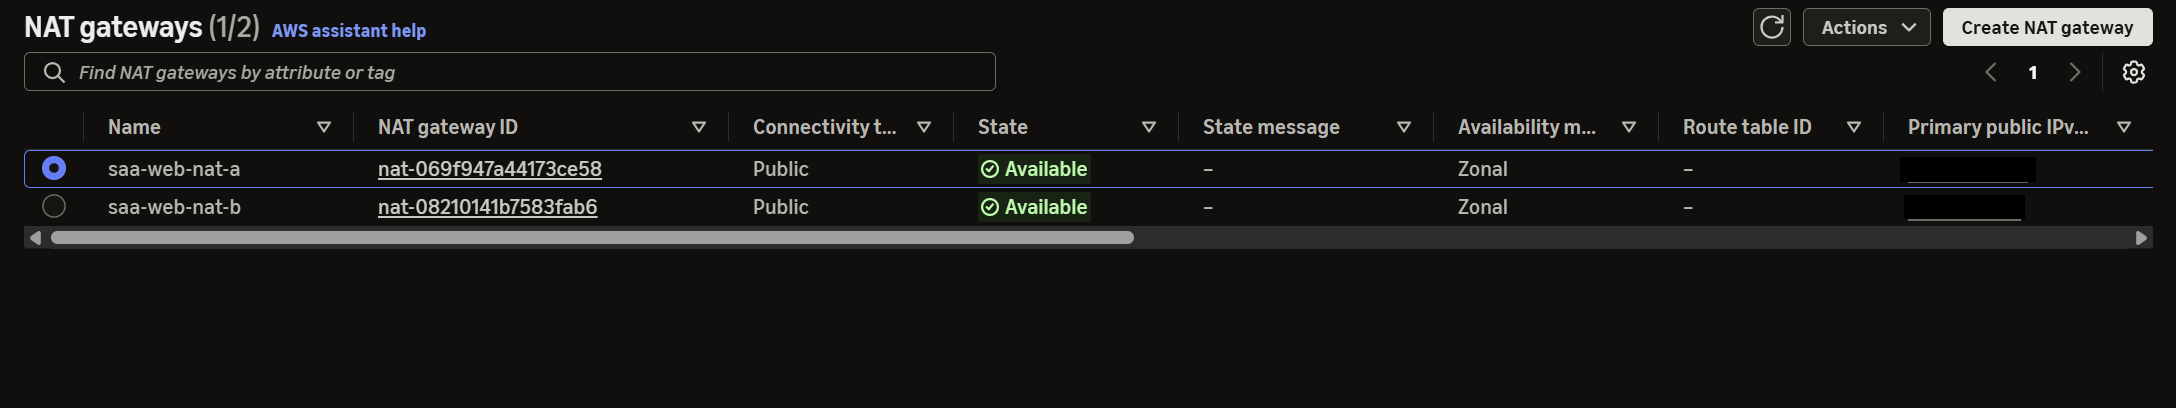 NAT gateways (1/2) AWS assistant help Actions Create NAT gateway
Find NAT gateways by attribute or tag 1
Name NAT gateway ID Connectivity t... State State message Availability m... Route table ID Primary public IPv...
saa-web-nat-a nat-069f947a44173ce58 Public Available – Zonal –
saa-web-nat-b nat-08210141b7583fab6 Public Available – Zonal –